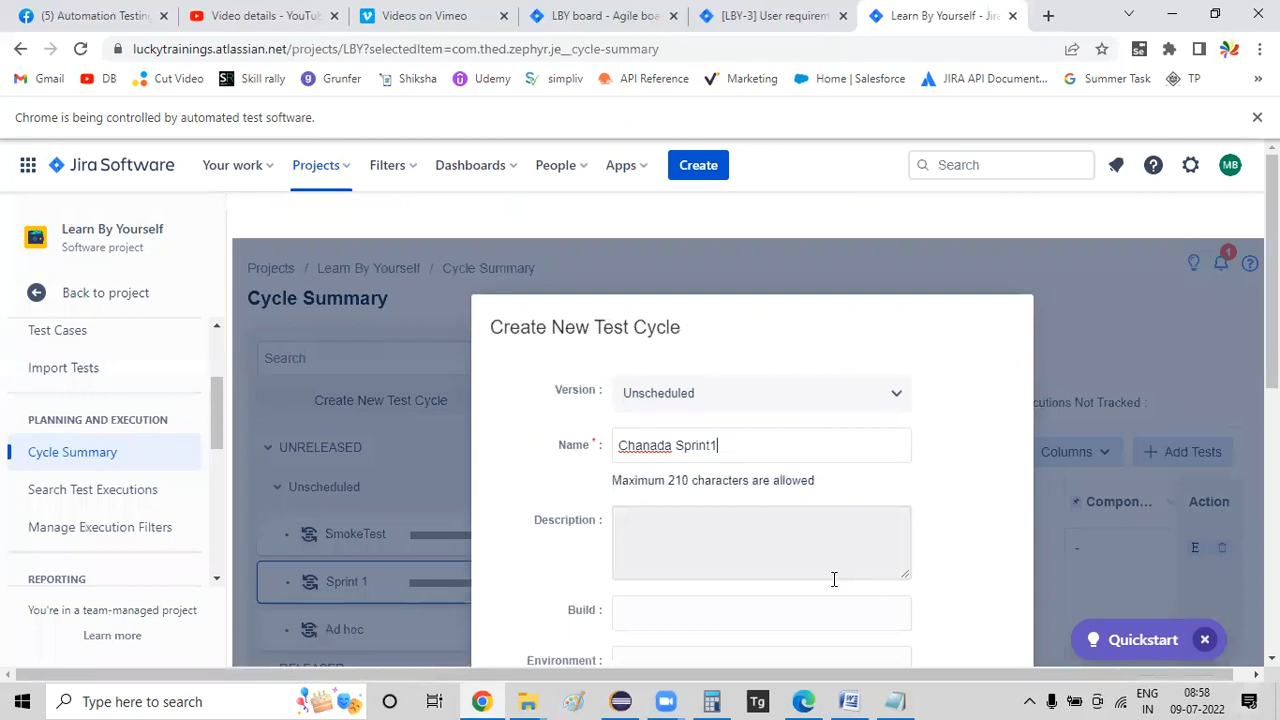 Automation Testing
Video details - YouTube
Videos on Vimeo
LBY board - Agile boa
[LBY-3] User requirem
Learn By Yourself - Jira
luckytrainings.atlassian.net/projects/LBY?selectedItem=com.thed.zephyr.je__cycle-summary
Gmail
DB
Cut Video
Skill rally
Grunfer
Shiksha
Udemy
simpliv
API Reference
Marketing
Home | Salesforce
JIRA API Document...
Summer Task
TP
»
Chrome is being controlled by automated test software.
Jira Software
Your work
Projects
Filters
Dashboards
People
Apps
Create
Search
MB
Learn By Yourself
Software project
Back to project
Test Cases
Import Tests
PLANNING AND EXECUTION
Cycle Summary
Search Test Executions
Manage Execution Filters
REPORTING
You're in a team-managed project
Learn more
Projects / Learn By Yourself / Cycle Summary
1
Cycle Summary
Search
Create New Test Cycle
UNRELEASED
Unscheduled
SmokeTest
Sprint 1
Ad hoc
Create New Test Cycle
Version :
Unscheduled
Name * :
Chanada Sprint1
Maximum 210 characters are allowed
Description :
Build :
Environment :
cutions Not Tracked :
Columns
+ Add Tests
Compon...
Action
-
E
Quickstart
Type here to search
Tg
ENG
IN
08:58
09-07-2022